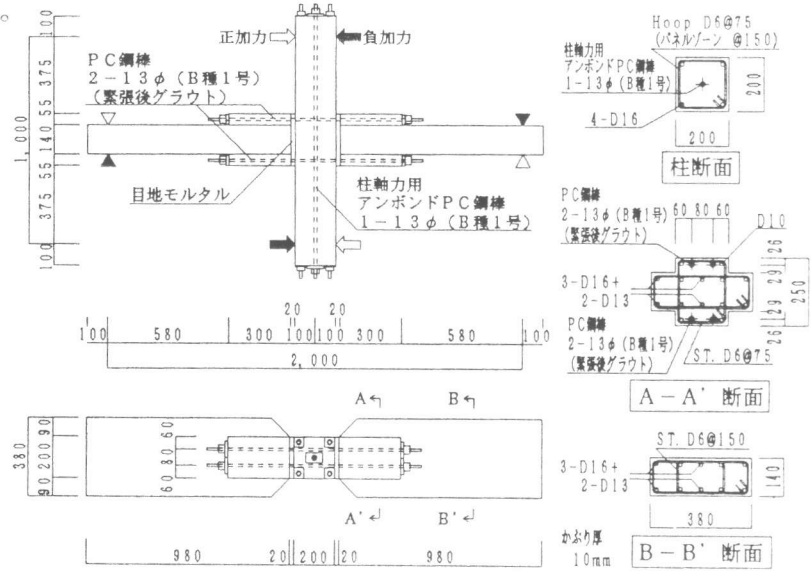 正加力
負加力
PC鋼棒
2-13φ(B種1号)
(緊張後グラウト)
目地モルタル
柱軸力用
アンボンドPC鋼棒
1-13φ(B種1号)
100
375
55
140
55
375
100
1,000
20 20
100 580 300 100 100 300 580 100
2,000
Hoop D6@75
(パネルゾーン @150)
柱軸力用
アンボンドPC鋼棒
1-13φ(B種1号)
4-D16
200
200
柱断面
PC鋼棒
2-13φ(B種1号)
(緊張後グラウト)
60 80 60
D10
3-D16+
2-D13
26
29
29
26
250
PC鋼棒
2-13φ(B種1号)
(緊張後グラウト)
ST. D6@75
A-A' 断面
A B
90
200
90
380
60
80
60
A' B'
980 20 200 20 980
ST. D6@150
3-D16+
2-D13
140
380
かぶり厚
10mm
B-B' 断面